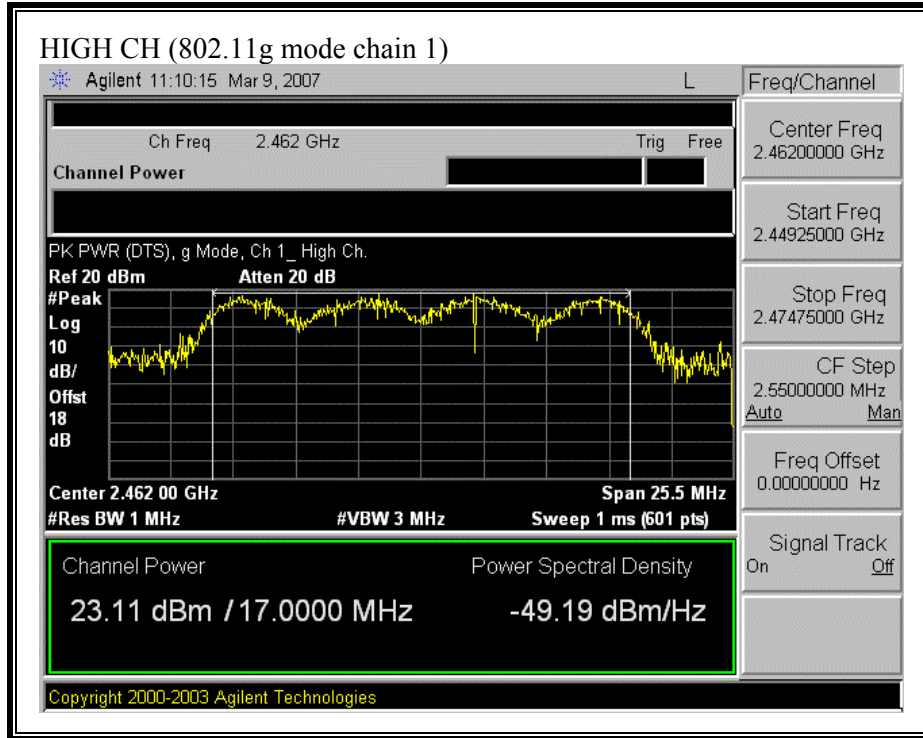 HIGH CH (802.11g mode chain 1)
Agilent 11:10:15 Mar 9, 2007 L
Freq/Channel
Ch Freq 2.462 GHz Trig Free
Channel Power
Center Freq
2.46200000 GHz
Start Freq
2.44925000 GHz
Stop Freq
2.47475000 GHz
CF Step
2.55000000 MHz
Auto Man
Freq Offset
0.00000000 Hz
Signal Track
On Off
PK PWR (DTS), g Mode, Ch 1_ High Ch.
Ref 20 dBm Atten 20 dB
#Peak
Log
10
dB/
Offst
18
dB
Center 2.462 00 GHz Span 25.5 MHz
#Res BW 1 MHz #VBW 3 MHz Sweep 1 ms (601 pts)
Channel Power Power Spectral Density
23.11 dBm / 17.0000 MHz -49.19 dBm/Hz
Copyright 2000-2003 Agilent Technologies